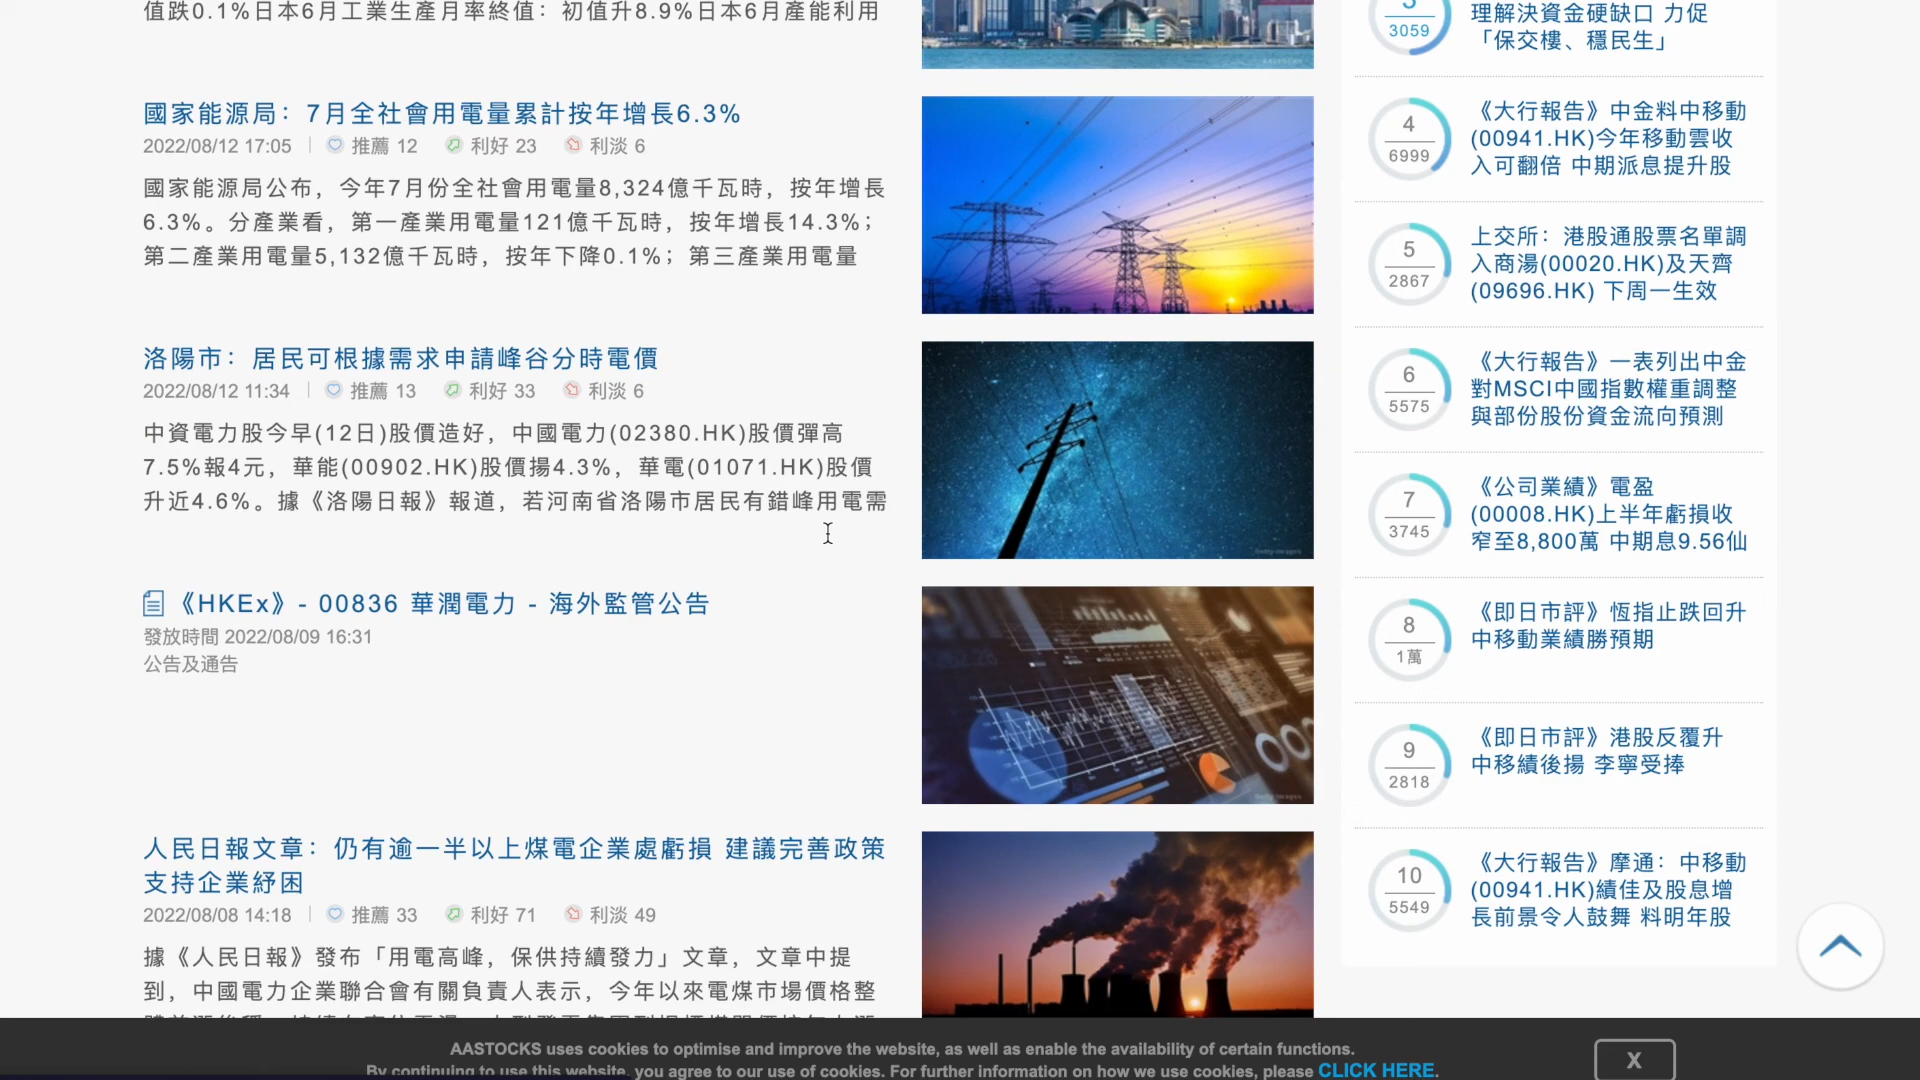 值跌0.1%日本6月工業生產月率終值：初值升8.9%日本6月產能利用
國家能源局：7月全社會用電量累計按年增長6.3%
2022/08/12 17:05 | 推薦 12 利好 23 利淡 6
國家能源局公布，今年7月份全社會用電量8,324億千瓦時，按年增長
6.3%。分產業看，第一產業用電量121億千瓦時，按年增長14.3%；
第二產業用電量5,132億千瓦時，按年下降0.1%；第三產業用電量
洛陽市：居民可根據需求申請峰谷分時電價
2022/08/12 11:34 | 推薦 13 利好 33 利淡 6
中資電力股今早(12日)股價造好，中國電力(02380.HK)股價彈高
7.5%報4元，華能(00902.HK)股價揚4.3%，華電(01071.HK)股價
升近4.6%。據《洛陽日報》報道，若河南省洛陽市居民有錯峰用電需
《HKEx》- 00836 華潤電力 - 海外監管公告
發放時間 2022/08/09 16:31
公告及通告
人民日報文章：仍有逾一半以上煤電企業處虧損 建議完善政策
支持企業紓困
2022/08/08 14:18 | 推薦 33 利好 71 利淡 49
據《人民日報》發布「用電高峰，保供持續發力」文章，文章中提
到，中國電力企業聯合會有關負責人表示，今年以來電煤市場價格整
AASTOCKS
3
3059
理解決資金硬缺口 力促
「保交樓、穩民生」
4
6999
《大行報告》中金料中移動
(00941.HK)今年移動雲收
入可翻倍 中期派息提升股
5
2867
上交所：港股通股票名單調
入商湯(00020.HK)及天齊
(09696.HK) 下周一生效
6
5575
《大行報告》一表列出中金
對MSCI中國指數權重調整
與部份股份資金流向預測
7
3745
《公司業績》電盈
(00008.HK)上半年虧損收
窄至8,800萬 中期息9.56仙
8
1萬
《即日市評》恆指止跌回升
中移動業績勝預期
9
2818
《即日市評》港股反覆升
中移績後揚 李寧受捧
10
5549
《大行報告》摩通：中移動
(00941.HK)績佳及股息增
長前景令人鼓舞 料明年股
AASTOCKS uses cookies to optimise and improve the website, as well as enable the availability of certain functions.
By continuing to use this website, you agree to our use of cookies. For further information on how we use cookies, please CLICK HERE.
X